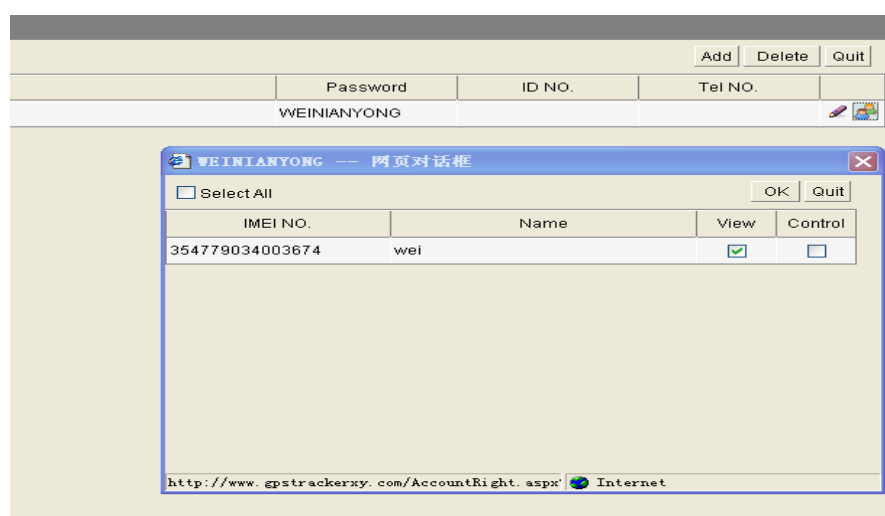 Add Delete Quit
Password ID NO. Tel NO.
WEINIANYONG
WEINIANYONG -- 网页对话框
Select All OK Quit
IMEI NO. Name View Control
354779034003674 wei
http://www.gpstrackerxy.com/AccountRight.aspx' Internet